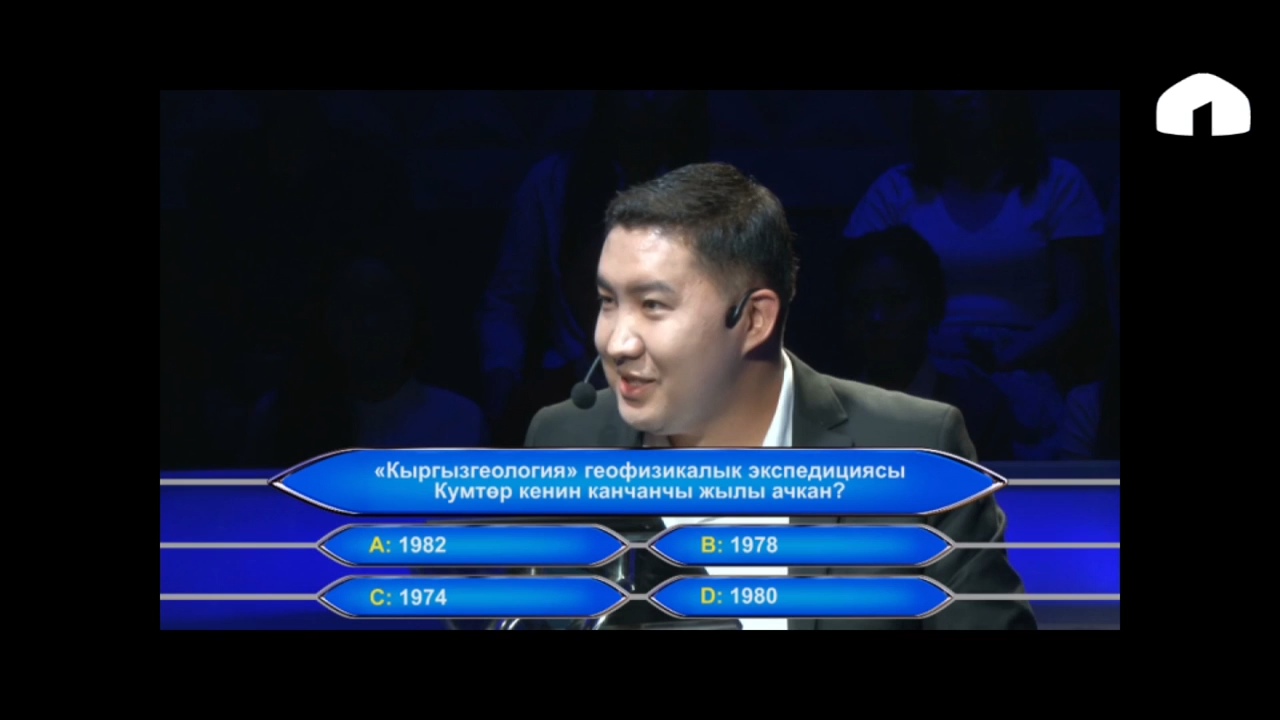 «Кыргызгеология» геофизикалык экспедициясы
Кумтөр кенин канчанчы жылы ачкан?
A: 1982
B: 1978
C: 1974
D: 1980